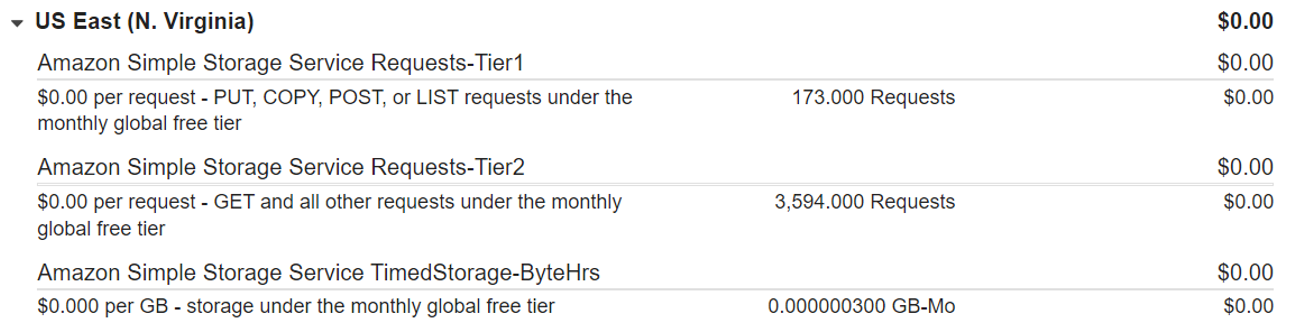 US East (N. Virginia) $0.00
Amazon Simple Storage Service Requests-Tier1 $0.00
$0.00 per request - PUT, COPY, POST, or LIST requests under the 173.000 Requests $0.00
monthly global free tier
Amazon Simple Storage Service Requests-Tier2 $0.00
$0.00 per request - GET and all other requests under the monthly 3,594.000 Requests $0.00
global free tier
Amazon Simple Storage Service TimedStorage-ByteHrs $0.00
$0.000 per GB - storage under the monthly global free tier 0.000000300 GB-Mo $0.00